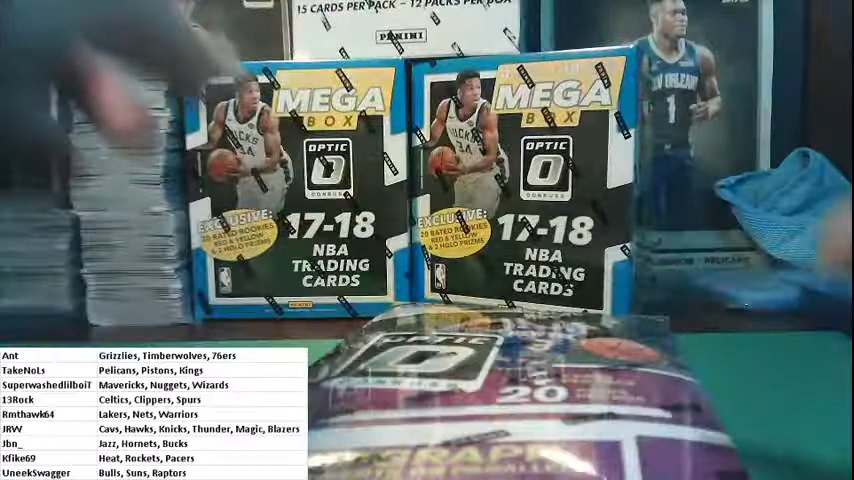 15 CARDS PER PACK – 12 PACKS PER BOX
PANINI
MEGA
BOX
OPTIC
DONRUSS
EXCLUSIVE:
20 RATED ROOKIES
RED & YELLOW
& 2 HOLO PRIZMS
17-18
NBA
TRADING
CARDS
BUCKS
34
MEGA
BOX
OPTIC
DONRUSS
EXCLUSIVE:
20 RATED ROOKIES
RED & YELLOW
& 2 HOLO PRIZMS
17-18
NBA
TRADING
CARDS
BUCKS
34
NEW ORLEANS
1
OPTIC
20
Ant Grizzlies, Timberwolves, 76ers
TakeNoLs Pelicans, Pistons, Kings
SuperwashedlilboiT Mavericks, Nuggets, Wizards
13Rock Celtics, Clippers, Spurs
Rmthawk64 Lakers, Nets, Warriors
JRW Cavs, Hawks, Knicks, Thunder, Magic, Blazers
Jbn_ Jazz, Hornets, Bucks
Kfike69 Heat, Rockets, Pacers
UneekSwagger Bulls, Suns, Raptors